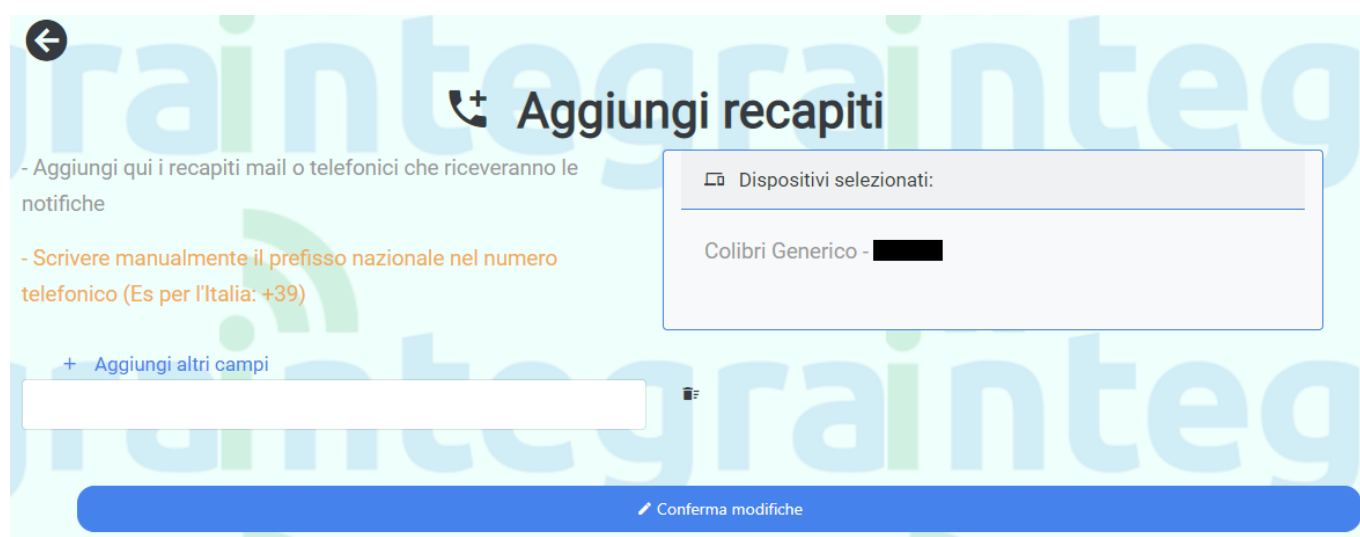 Aggiungi recapiti
- Aggiungi qui i recapiti mail o telefonici che riceveranno le
notifiche
- Scrivere manualmente il prefisso nazionale nel numero
telefonico (Es per l'Italia: +39)
Dispositivi selezionati:
Colibri Generico -
+ Aggiungi altri campi
Conferma modifiche